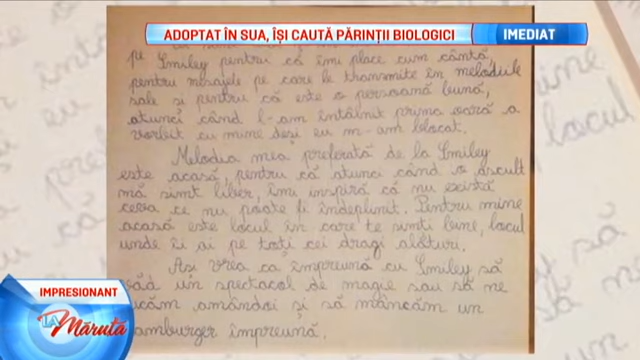 ADOPTAT ÎN SUA, ÎȘI CAUTĂ PĂRINȚII BIOLOGICI
IMEDIAT
pe Smiley pentru că îmi place cum cântă
pentru mesajele pe care le transmite în melodiile
sale și pentru că este o persoană bună,
atunci când l-am întâlnit prima oară a
vorbit cu mine deși eu m-am blocat.
Melodia mea preferată de la Smiley
este acasă, pentru că atunci când o ascult
mă simt liber, îmi inspiră că nu există
ceva ce nu poate fi îndeplinit. Pentru mine
acasă este locul în care te simți bine, locul
unde îi ai pe toți cei dragi alături.
Aș vrea ca împreună cu Smiley să
un spectacol de magie sau să ne
amândoi și să mâncăm un
împreună.
IMPRESIONANT
LA
Măruță